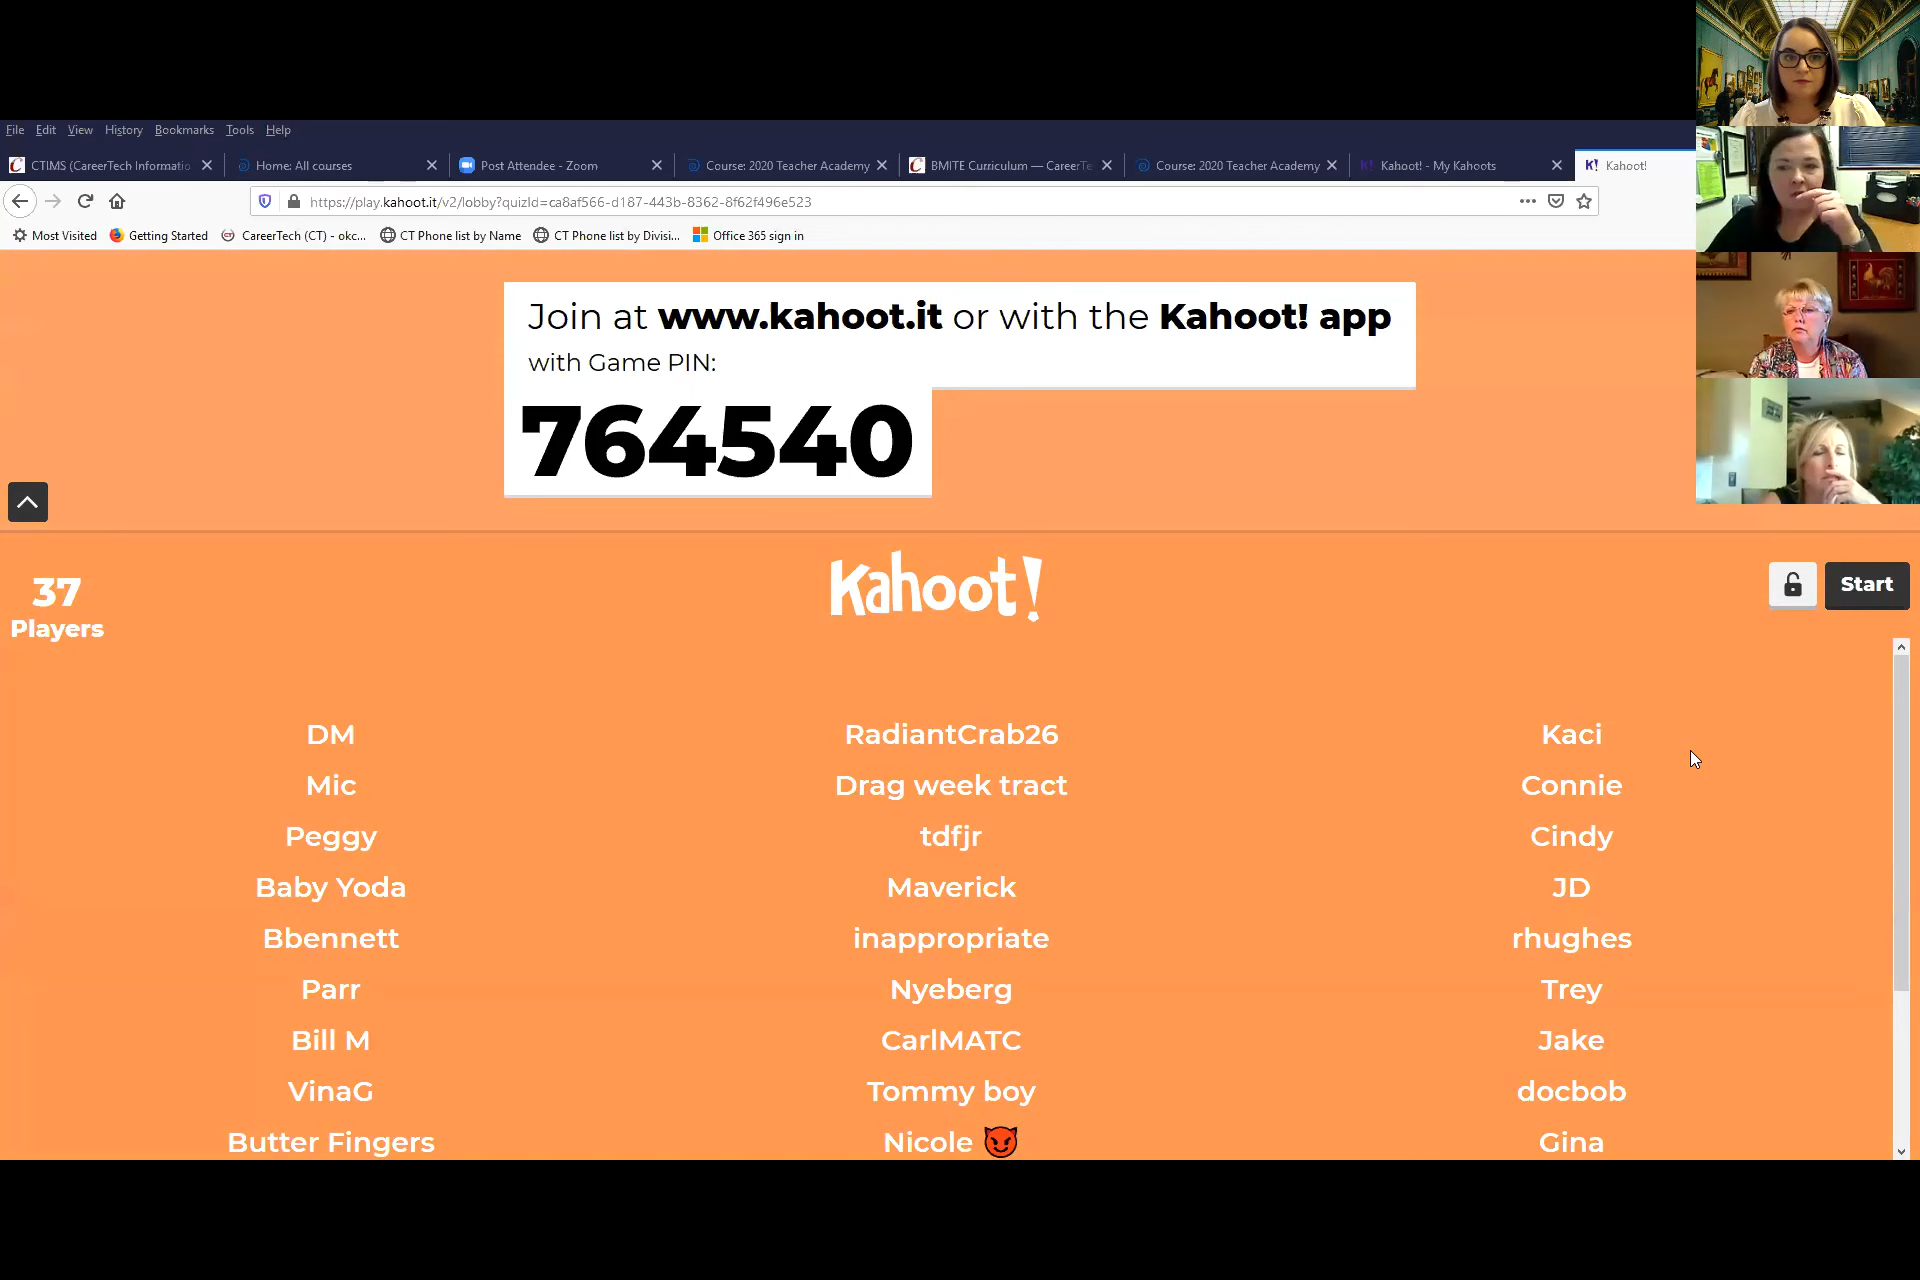 File Edit View History Bookmarks Tools Help
CTIMS (CareerTech Informatio
Home: All courses
Post Attendee - Zoom
Course: 2020 Teacher Academy
BMITE Curriculum — CareerTe
Course: 2020 Teacher Academy
Kahoot! - My Kahoots
K! Kahoot!
https://play.kahoot.it/v2/lobby?quizId=ca8af566-d187-443b-8362-8f62f496e523
Most Visited Getting Started CareerTech (CT) - okc... CT Phone list by Name CT Phone list by Divisi... Office 365 sign in
Join at www.kahoot.it or with the Kahoot! app
with Game PIN:
764540
37
Players
Kahoot!
Start
DM RadiantCrab26 Kaci
Mic Drag week tract Connie
Peggy tdfjr Cindy
Baby Yoda Maverick JD
Bbennett inappropriate rhughes
Parr Nyeberg Trey
Bill M CarlMATC Jake
VinaG Tommy boy docbob
Butter Fingers Nicole 😈 Gina